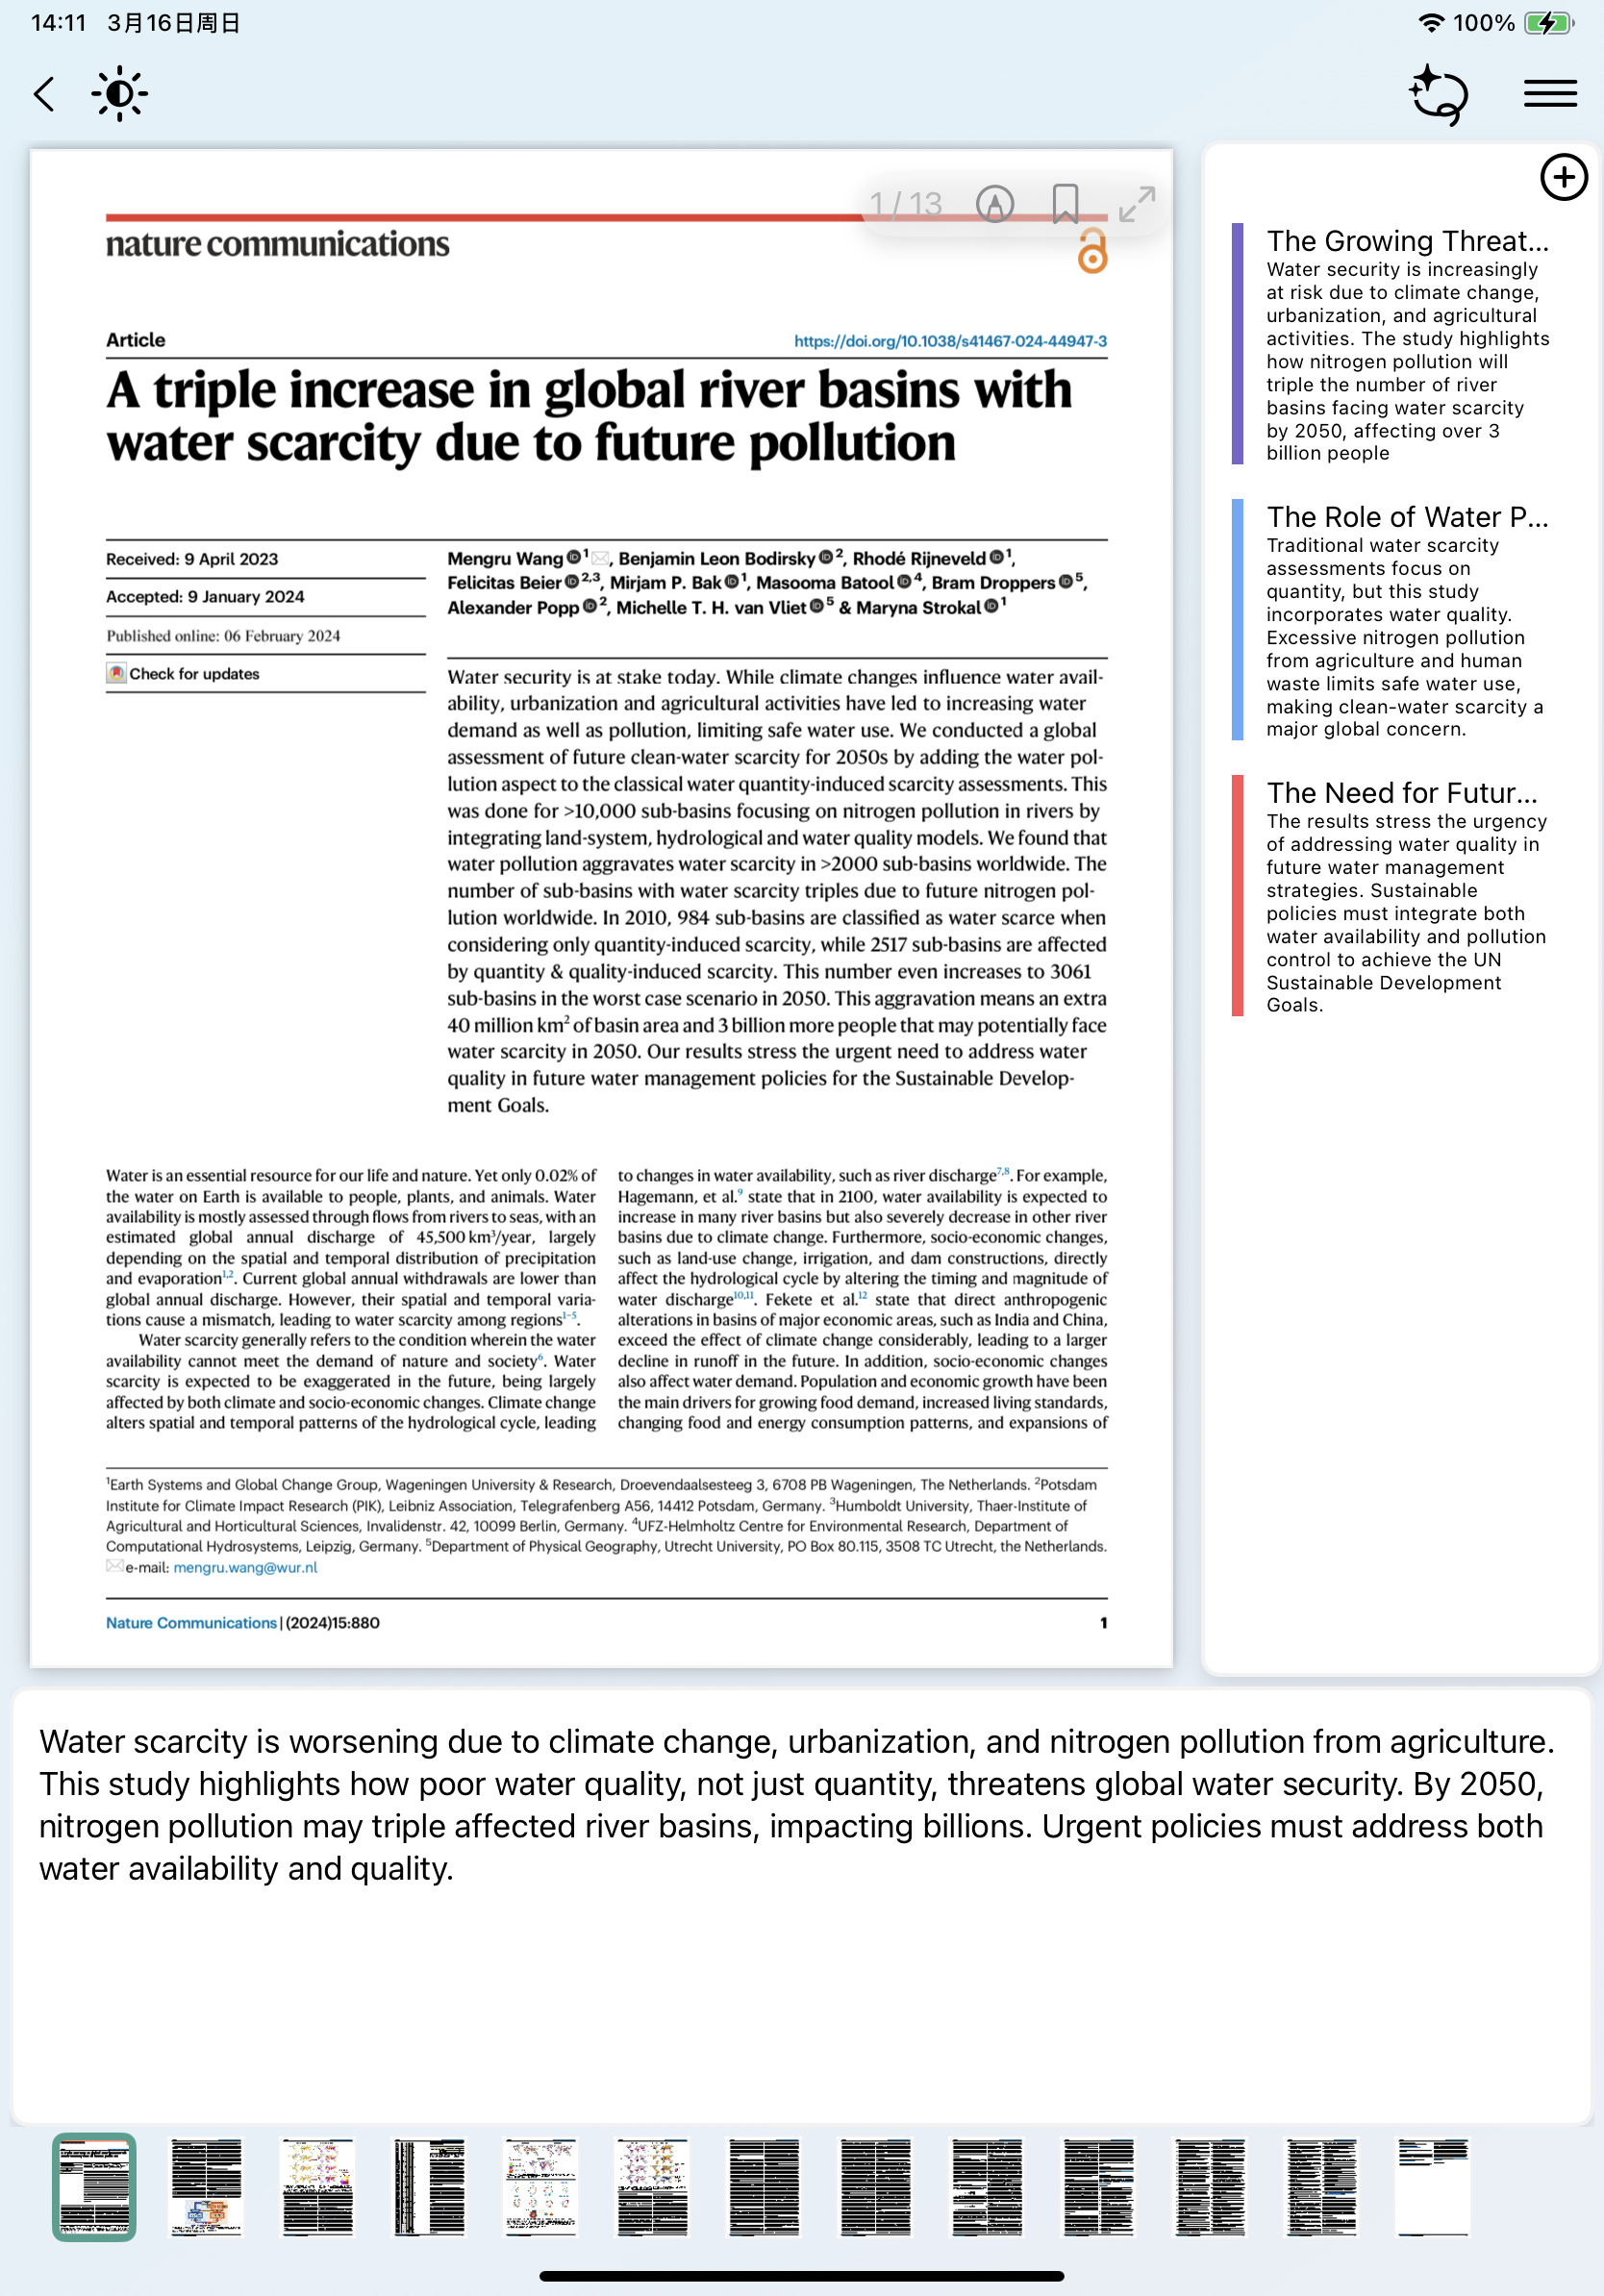 14:11 3月16日周日
100%
1 / 13
nature communications
Article
https://doi.org/10.1038/s41467-024-44947-3
A triple increase in global river basins with
water scarcity due to future pollution
Received: 9 April 2023
Accepted: 9 January 2024
Published online: 06 February 2024
Check for updates
Mengru Wang 1 , Benjamin Leon Bodirsky 2, Rhodé Rijneveld 1,
Felicitas Beier 2,3, Mirjam P. Bak 1, Masooma Batool 4, Bram Droppers 5,
Alexander Popp 2, Michelle T. H. van Vliet 5 & Maryna Strokal 1
Water security is at stake today. While climate changes influence water avail-
ability, urbanization and agricultural activities have led to increasing water
demand as well as pollution, limiting safe water use. We conducted a global
assessment of future clean-water scarcity for 2050s by adding the water pol-
lution aspect to the classical water quantity-induced scarcity assessments. This
was done for >10,000 sub-basins focusing on nitrogen pollution in rivers by
integrating land-system, hydrological and water quality models. We found that
water pollution aggravates water scarcity in >2000 sub-basins worldwide. The
number of sub-basins with water scarcity triples due to future nitrogen pol-
lution worldwide. In 2010, 984 sub-basins are classified as water scarce when
considering only quantity-induced scarcity, while 2517 sub-basins are affected
by quantity & quality-induced scarcity. This number even increases to 3061
sub-basins in the worst case scenario in 2050. This aggravation means an extra
40 million km² of basin area and 3 billion more people that may potentially face
water scarcity in 2050. Our results stress the urgent need to address water
quality in future water management policies for the Sustainable Develop-
ment Goals.
Water is an essential resource for our life and nature. Yet only 0.02% of
the water on Earth is available to people, plants, and animals. Water
availability is mostly assessed through flows from rivers to seas, with an
estimated global annual discharge of 45,500 km³/year, largely
depending on the spatial and temporal distribution of precipitation
and evaporation1,2. Current global annual withdrawals are lower than
global annual discharge. However, their spatial and temporal varia-
tions cause a mismatch, leading to water scarcity among regions1–5.
Water scarcity generally refers to the condition wherein the water
availability cannot meet the demand of nature and society6. Water
scarcity is expected to be exaggerated in the future, being largely
affected by both climate and socio-economic changes. Climate change
alters spatial and temporal patterns of the hydrological cycle, leading
to changes in water availability, such as river discharge7,8. For example,
Hagemann, et al.9 state that in 2100, water availability is expected to
increase in many river basins but also severely decrease in other river
basins due to climate change. Furthermore, socio-economic changes,
such as land-use change, irrigation, and dam constructions, directly
affect the hydrological cycle by altering the timing and magnitude of
water discharge10,11. Fekete et al.12 state that direct anthropogenic
alterations in basins of major economic areas, such as India and China,
exceed the effect of climate change considerably, leading to a larger
decline in runoff in the future. In addition, socio-economic changes
also affect water demand. Population and economic growth have been
the main drivers for growing food demand, increased living standards,
changing food and energy consumption patterns, and expansions of
1Earth Systems and Global Change Group, Wageningen University & Research, Droevendaalsesteeg 3, 6708 PB Wageningen, The Netherlands. 2Potsdam
Institute for Climate Impact Research (PIK), Leibniz Association, Telegrafenberg A56, 14412 Potsdam, Germany. 3Humboldt University, Thaer-Institute of
Agricultural and Horticultural Sciences, Invalidenstr. 42, 10099 Berlin, Germany. 4UFZ-Helmholtz Centre for Environmental Research, Department of
Computational Hydrosystems, Leipzig, Germany. 5Department of Physical Geography, Utrecht University, PO Box 80.115, 3508 TC Utrecht, the Netherlands.
e-mail: mengru.wang@wur.nl
Nature Communications | (2024)15:880
1
The Growing Threat...
Water security is increasingly
at risk due to climate change,
urbanization, and agricultural
activities. The study highlights
how nitrogen pollution will
triple the number of river
basins facing water scarcity
by 2050, affecting over 3
billion people
The Role of Water P...
Traditional water scarcity
assessments focus on
quantity, but this study
incorporates water quality.
Excessive nitrogen pollution
from agriculture and human
waste limits safe water use,
making clean-water scarcity a
major global concern.
The Need for Futur...
The results stress the urgency
of addressing water quality in
future water management
strategies. Sustainable
policies must integrate both
water availability and pollution
control to achieve the UN
Sustainable Development
Goals.
Water scarcity is worsening due to climate change, urbanization, and nitrogen pollution from agriculture.
This study highlights how poor water quality, not just quantity, threatens global water security. By 2050,
nitrogen pollution may triple affected river basins, impacting billions. Urgent policies must address both
water availability and quality.